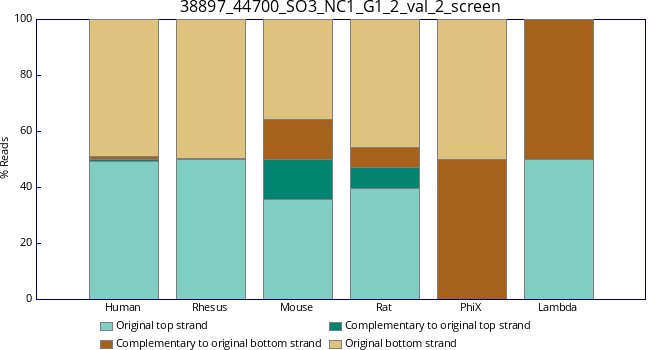 38897_44700_SO3_NC1_G1_2_val_2_screen
100
80
60
40
20
0
% Reads
Human Rhesus Mouse Rat PhiX Lambda
Original top strand Complementary to original top strand
Complementary to original bottom strand Original bottom strand